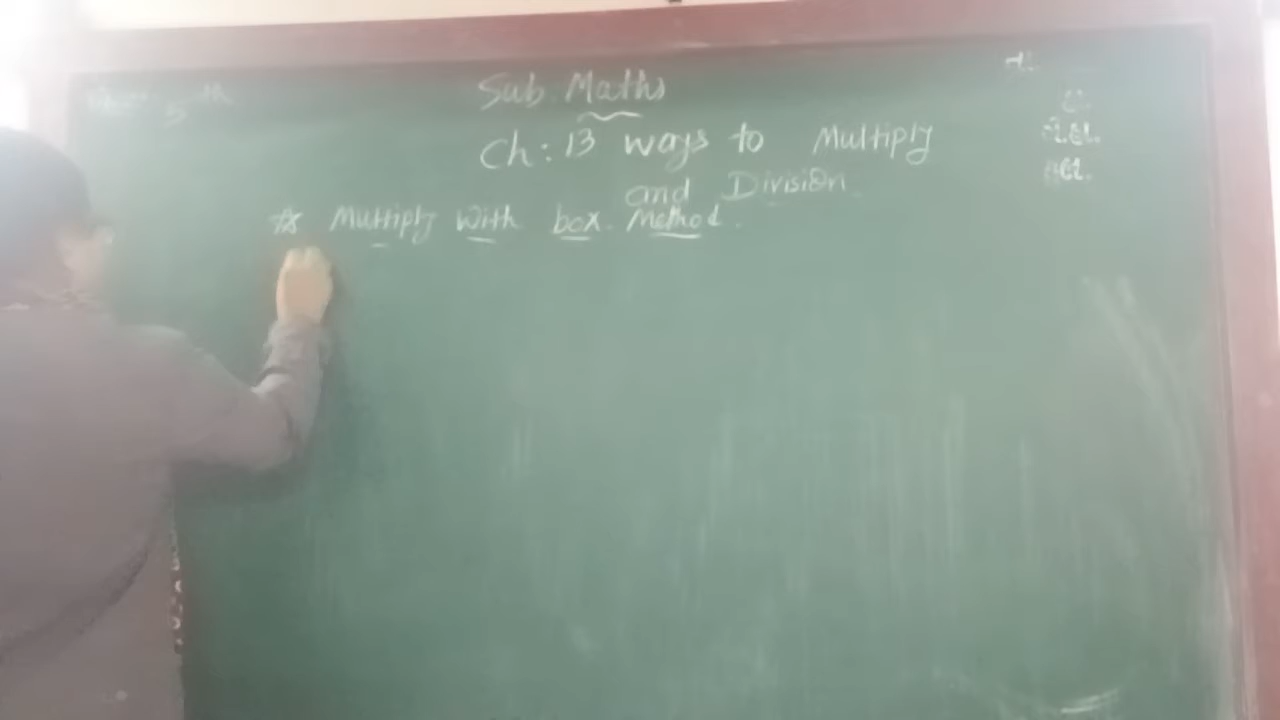 Sub Maths
Ch: 13 ways to Multiply
and Division
Multiply with box. Method.